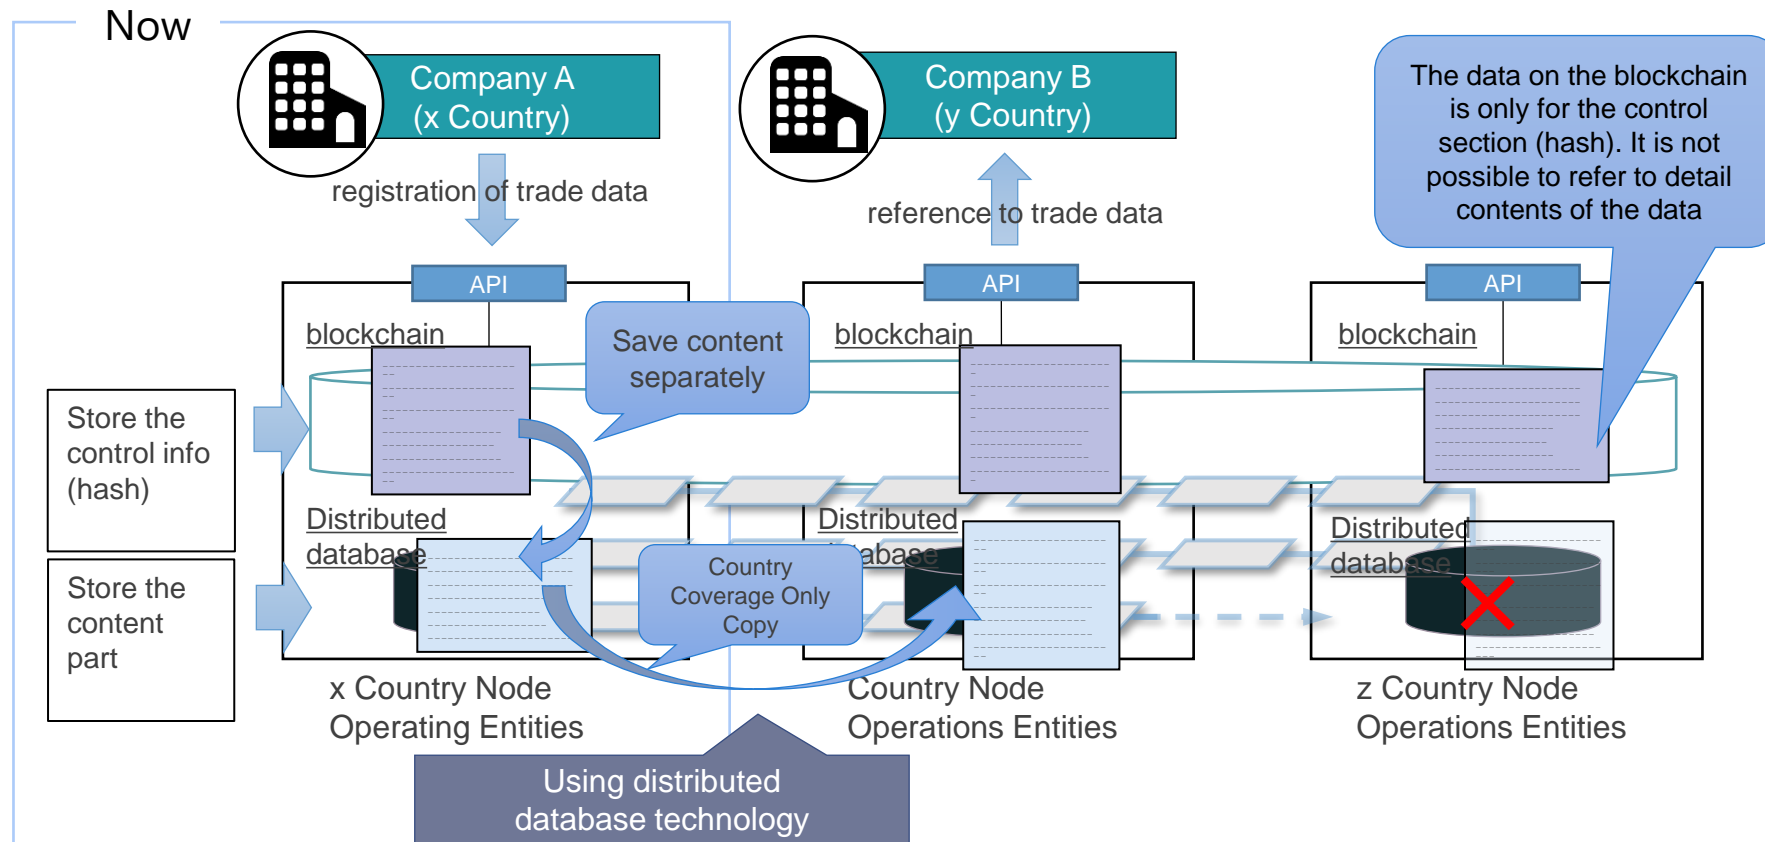 Now
Company A
(x Country)
Company B
(y Country)
The data on the blockchain
is only for the control
section (hash). It is not
possible to refer to detail
contents of the data
registration of trade data
reference to trade data
API
API
API
blockchain
blockchain
blockchain
Save content
separately
Store the
control info
(hash)
Distributed
database
Distributed
database
Distributed
database
Store the
content
part
Country
Coverage Only
Copy
x Country Node
Operating Entities
Country Node
Operations Entities
z Country Node
Operations Entities
Using distributed
database technology